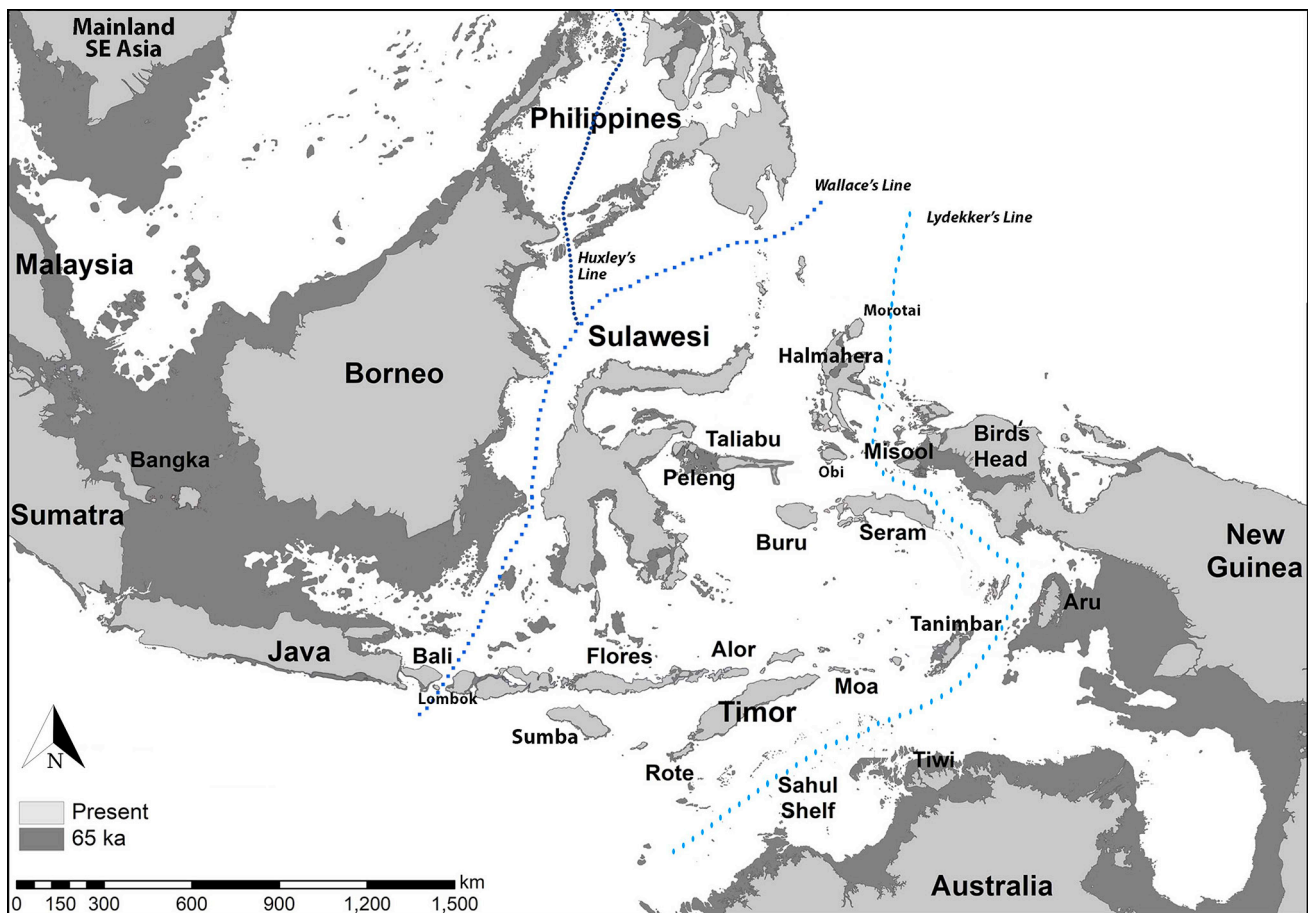 Mainland
SE Asia
Philippines
Wallace's Line
Lydekker's Line
Malaysia
Huxley's
Line
Morotai
Sulawesi
Halmahera
Borneo
Bird's
Head
Taliabu
Misool
Bangka
Peleng
Obi
Sumatra
Buru
Seram
New
Guinea
Aru
Tanimbar
Java
Bali
Flores
Alor
Lombok
Moa
Timor
Sumba
N
Rote
Tiwi
Sahul
Shelf
Present
65 ka
Australia
km
0 150 300 600 900 1,200 1,500